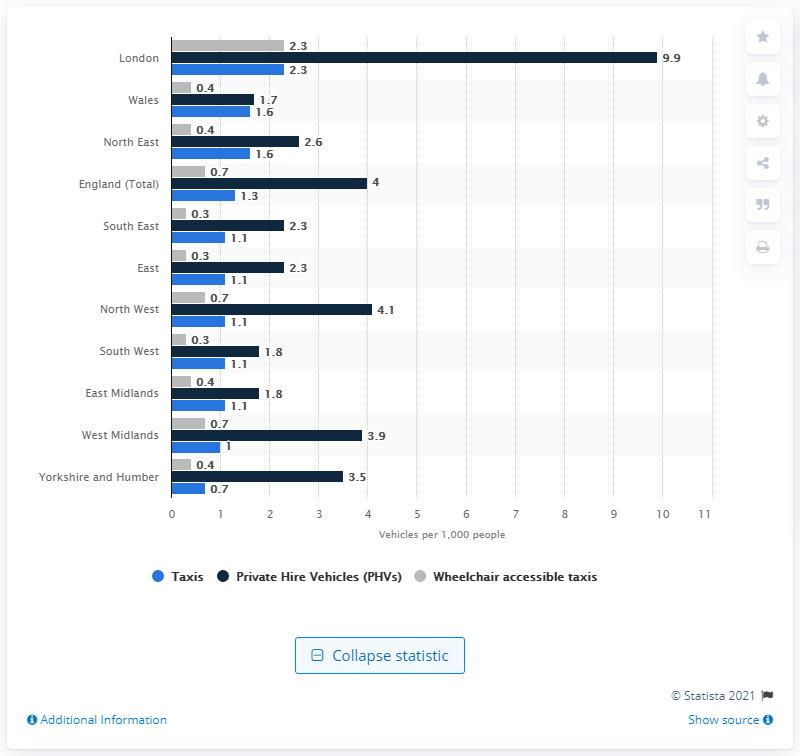 London 2.3 9.9 2.3
Wales 0.4 1.7 1.6
North East 0.4 2.6 1.6
England (Total) 0.7 4 1.3
South East 0.3 2.3 1.1
East 0.3 2.3 1.1
North West 0.7 4.1 1.1
South West 0.3 1.8 1.1
East Midlands 0.4 1.8 1.1
West Midlands 0.7 3.9 1
Yorkshire and Humber 0.4 3.5 0.7
0 1 2 3 4 5 6 7 8 9 10 11
Vehicles per 1,000 people
Taxis Private Hire Vehicles (PHVs) Wheelchair accessible taxis
Collapse statistic
© Statista 2021
Additional Information Show source